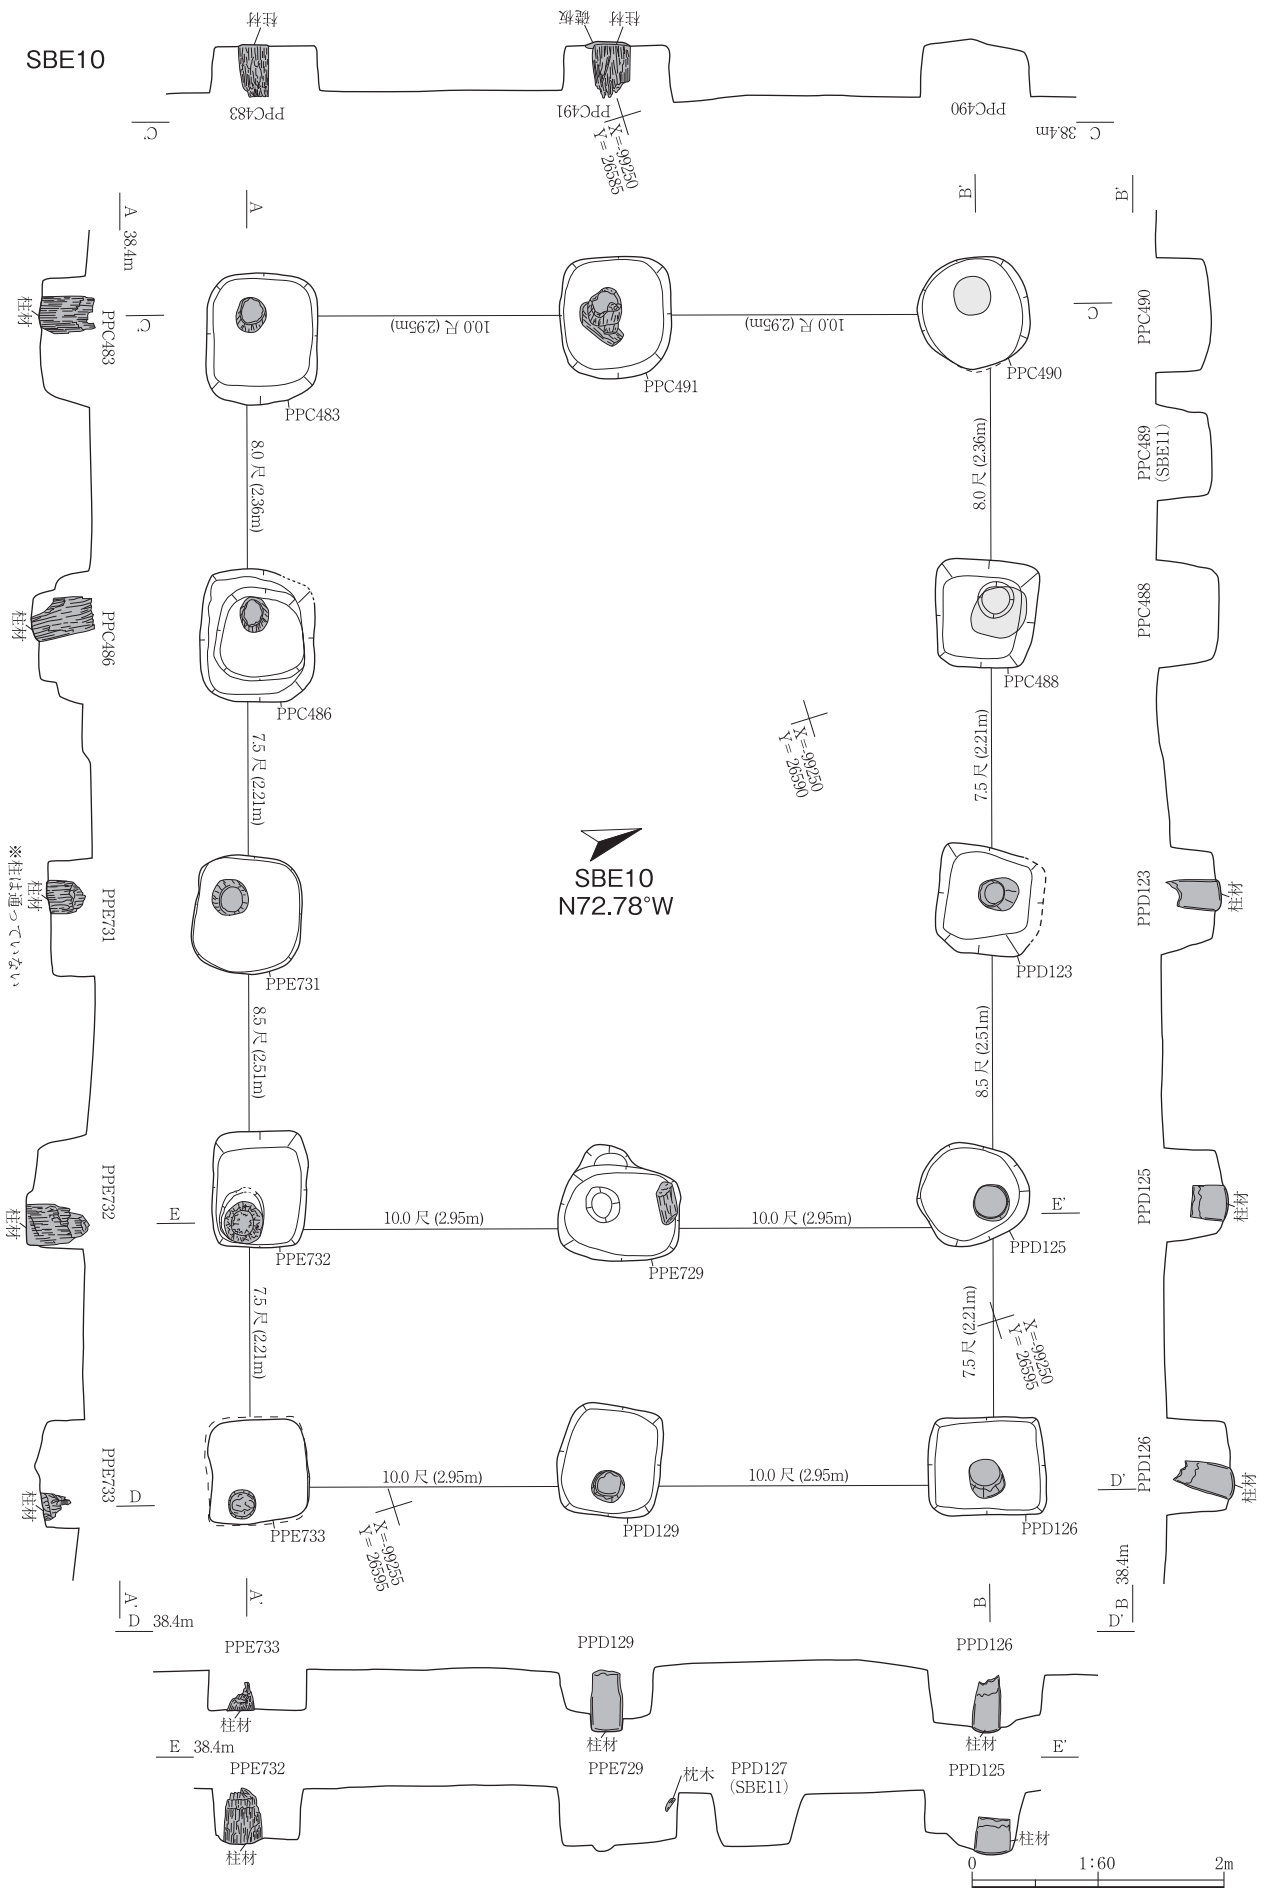 SBE10
柱材
PPC483
礎板
柱材
PPC491
PPC490
C'
38.4m
C
X=-99250
Y= 26585
A
38.4m
A
B'
B'
柱材
PPC483
C'
10.0 尺 (2.95m)
10.0 尺 (2.95m)
C
PPC490
PPC483
PPC491
PPC490
8.0 尺 (2.36m)
8.0 尺 (2.36m)
PPC489
(SBE11)
柱材
PPC486
PPC488
PPC486
PPC488
X=-99250
Y= 26590
7.5 尺 (2.21m)
7.5 尺 (2.21m)
SBE10
N72.78°W
※柱は通っていない
柱材
PPE731
PPD123
柱材
PPE731
PPD123
8.5 尺 (2.51m)
8.5 尺 (2.51m)
柱材
PPE732
E
10.0 尺 (2.95m)
10.0 尺 (2.95m)
E'
PPD125
柱材
PPE732
PPE729
PPD125
7.5 尺 (2.21m)
7.5 尺 (2.21m)
X=-99250
Y= 26595
柱材
PPE733
D
10.0 尺 (2.95m)
10.0 尺 (2.95m)
D'
PPD126
柱材
PPE733
PPD129
PPD126
X=-99255
Y= 26595
A'
A'
B
B 38.4m
D 38.4m
D'
PPE733
PPD129
PPD126
柱材
柱材
柱材
E 38.4m
E'
PPE732
PPE729
枕木
PPD127
(SBE11)
PPD125
柱材
柱材
0
1:60
2m